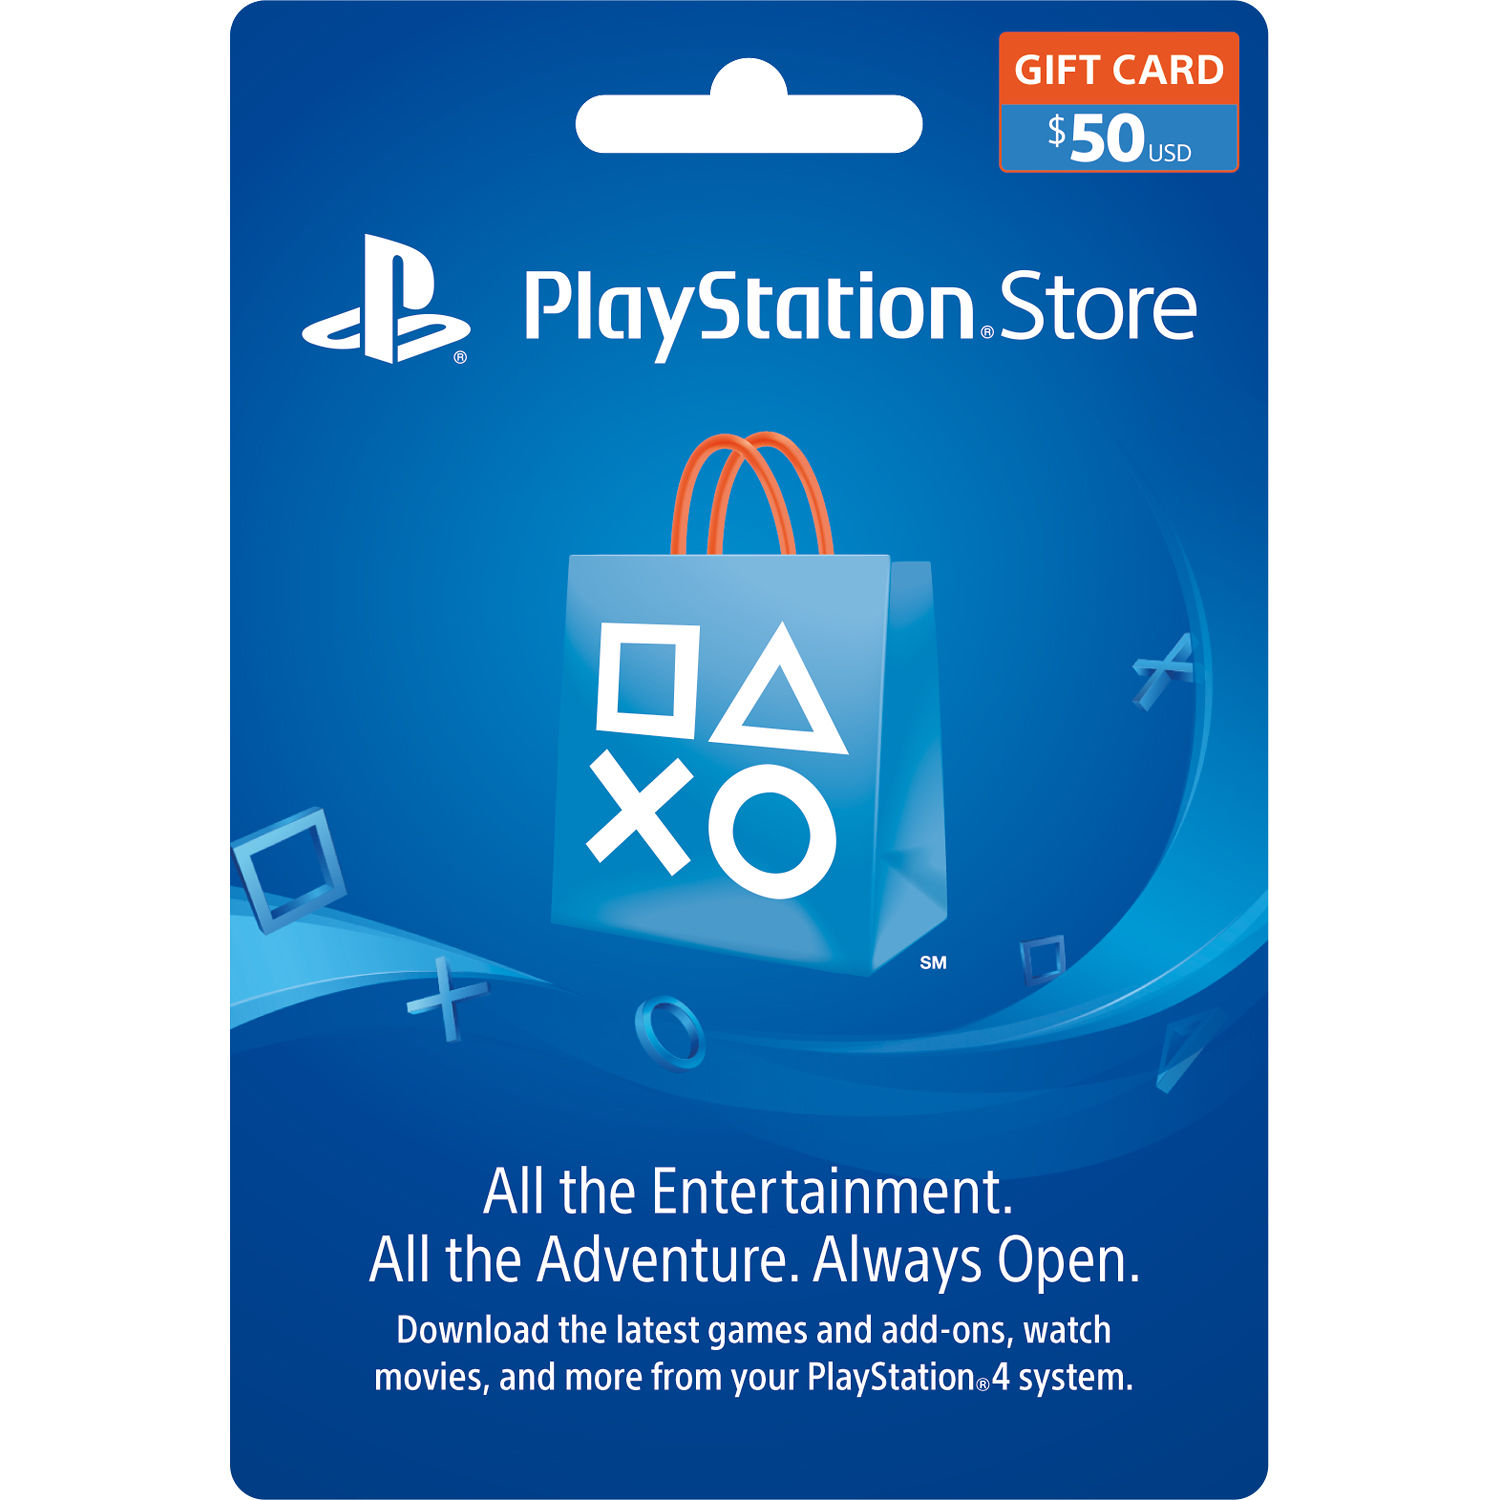 GIFT CARD
$50 USD
PlayStation®Store
®
SM
All the Entertainment.
All the Adventure. Always Open.
Download the latest games and add-ons, watch
movies, and more from your PlayStation®4 system.